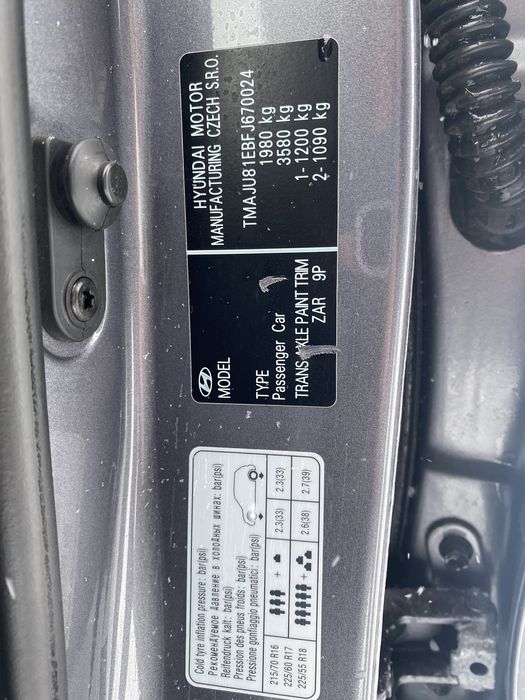 HYUNDAI MOTOR
MANUFACTURING CZECH S.R.O.
TMAJU81EBFJ670024
1980 kg
3580 kg
1-1200 kg
2-1090 kg
MODEL
TYPE
Passenger Car
TRANS AXLE PAINT TRIM
ZAR 9P
Cold tyre inflation pressure: bar(psi)
Рекомендуемое давление в холодных шинах: bar(psi)
Reifendruck kalt: bar(psi)
Pression des pneus froids: bar(psi)
Pressione gonfiaggio pneumatici: bar(psi)
215/70 R16
225/60 R17
225/55 R18
+
2.3(33) 2.3(33)
+
2.6(38) 2.7(39)